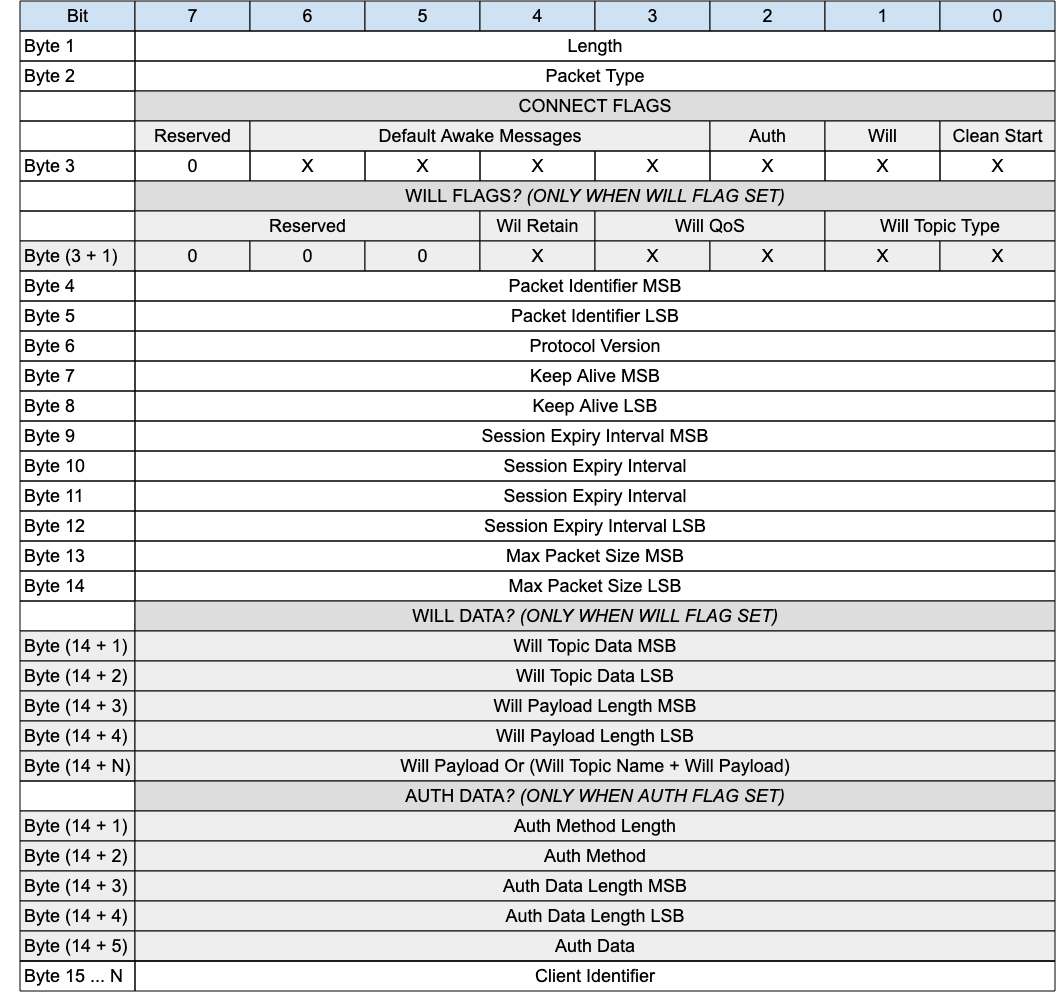 Bit 7 6 5 4 3 2 1 0
Byte 1 Length
Byte 2 Packet Type
CONNECT FLAGS
Reserved Default Awake Messages Auth Will Clean Start
Byte 3 0 X X X X X X X
WILL FLAGS? (ONLY WHEN WILL FLAG SET)
Reserved Wil Retain Will QoS Will Topic Type
Byte (3 + 1) 0 0 0 X X X X X
Byte 4 Packet Identifier MSB
Byte 5 Packet Identifier LSB
Byte 6 Protocol Version
Byte 7 Keep Alive MSB
Byte 8 Keep Alive LSB
Byte 9 Session Expiry Interval MSB
Byte 10 Session Expiry Interval
Byte 11 Session Expiry Interval
Byte 12 Session Expiry Interval LSB
Byte 13 Max Packet Size MSB
Byte 14 Max Packet Size LSB
WILL DATA? (ONLY WHEN WILL FLAG SET)
Byte (14 + 1) Will Topic Data MSB
Byte (14 + 2) Will Topic Data LSB
Byte (14 + 3) Will Payload Length MSB
Byte (14 + 4) Will Payload Length LSB
Byte (14 + N) Will Payload Or (Will Topic Name + Will Payload)
AUTH DATA? (ONLY WHEN AUTH FLAG SET)
Byte (14 + 1) Auth Method Length
Byte (14 + 2) Auth Method
Byte (14 + 3) Auth Data Length MSB
Byte (14 + 4) Auth Data Length LSB
Byte (14 + 5) Auth Data
Byte 15 ... N Client Identifier